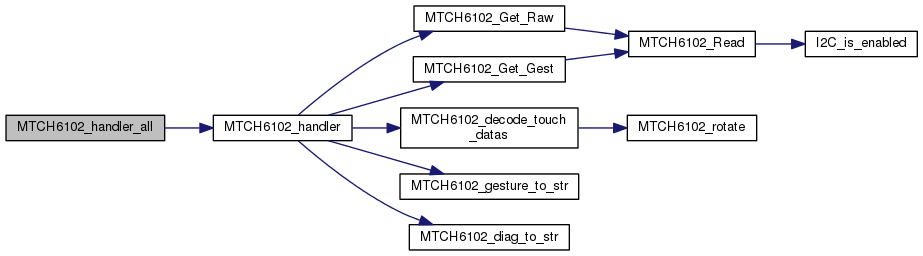 MTCH6102_handler_all
MTCH6102_handler
MTCH6102_Get_Raw
MTCH6102_Get_Gest
MTCH6102_decode_touch
_datas
MTCH6102_gesture_to_str
MTCH6102_diag_to_str
MTCH6102_Read
MTCH6102_rotate
I2C_is_enabled